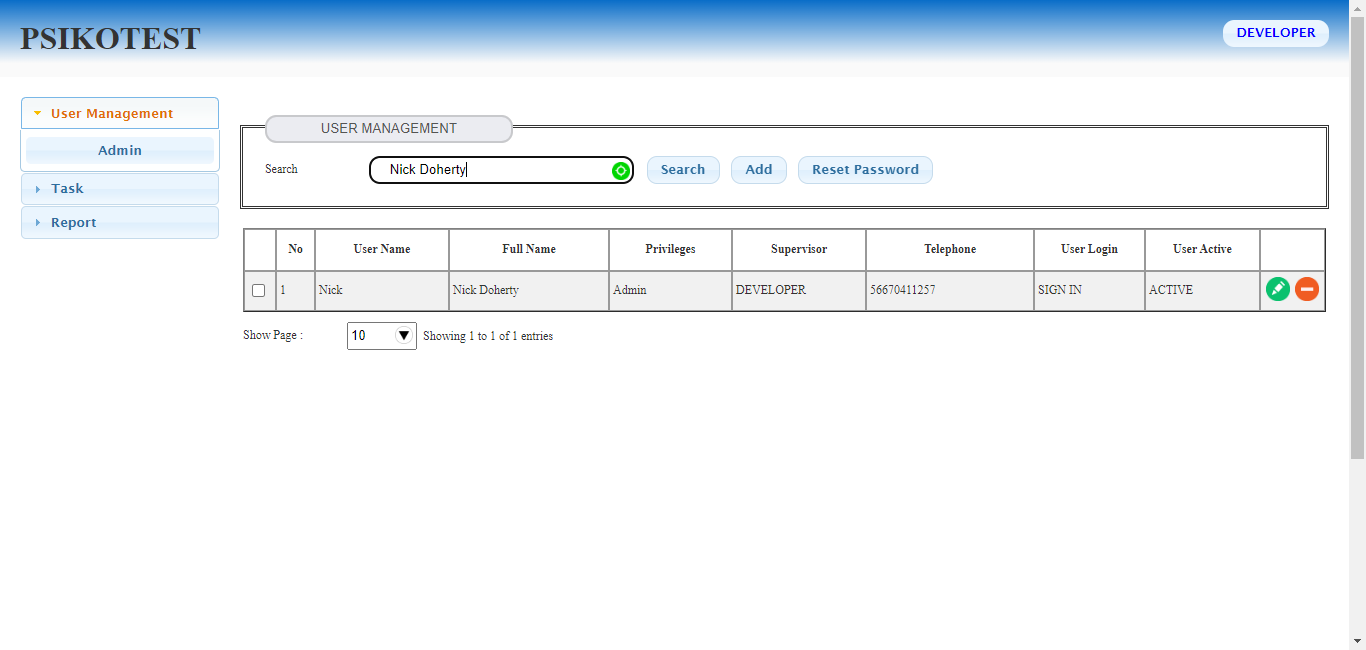 PSIKOTEST
DEVELOPER
User Management
Admin
Task
Report
USER MANAGEMENT
Search Nick Doherty Search Add Reset Password
No User Name Full Name Privileges Supervisor Telephone User Login User Active
1 Nick Nick Doherty Admin DEVELOPER 56670411257 SIGN IN ACTIVE
Show Page : 10 Showing 1 to 1 of 1 entries